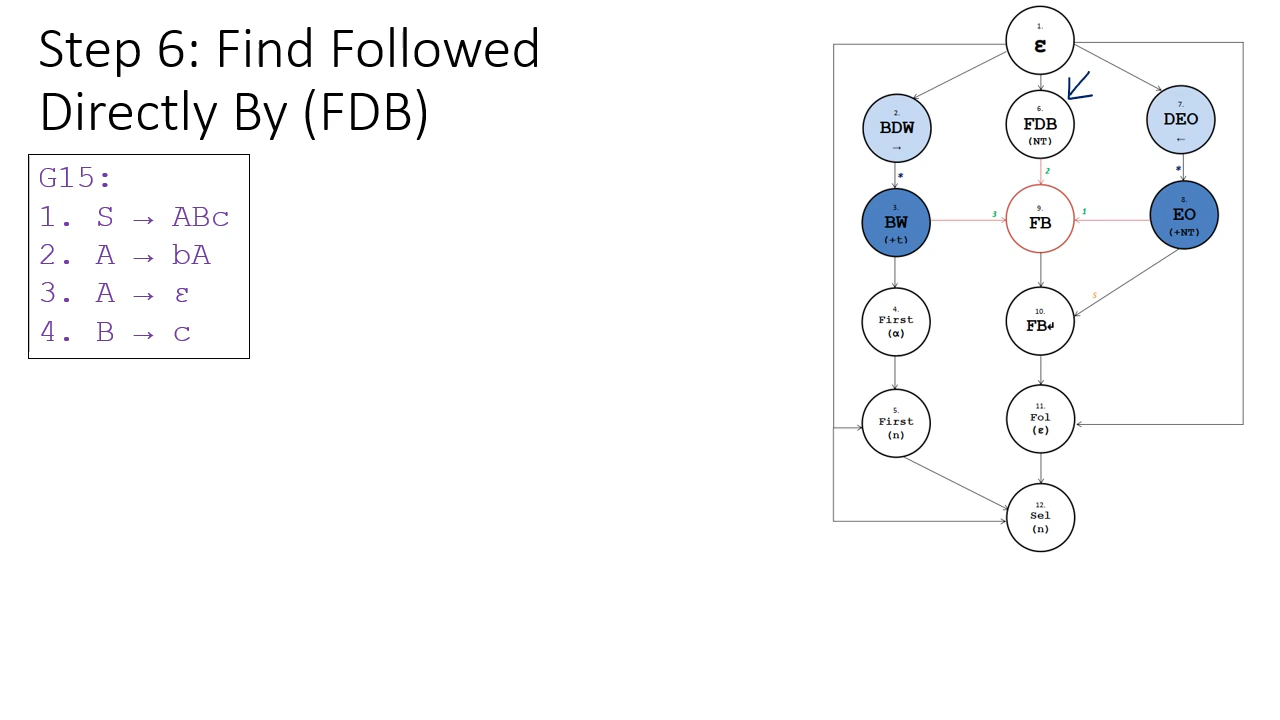 Step 6: Find Followed
Directly By (FDB)
G15:
1. S → ABc
2. A → bA
3. A → ε
4. B → c
1.
ε
2.
BDW
→
6.
FDB
(NT)
7.
DEO
←
*
2
*
3.
BW
(+t)
3
9.
FB
1
8.
EO
(+NT)
4.
First
(α)
10.
FB↲
5
5.
First
(n)
11.
Fol
(ε)
12.
Sel
(n)